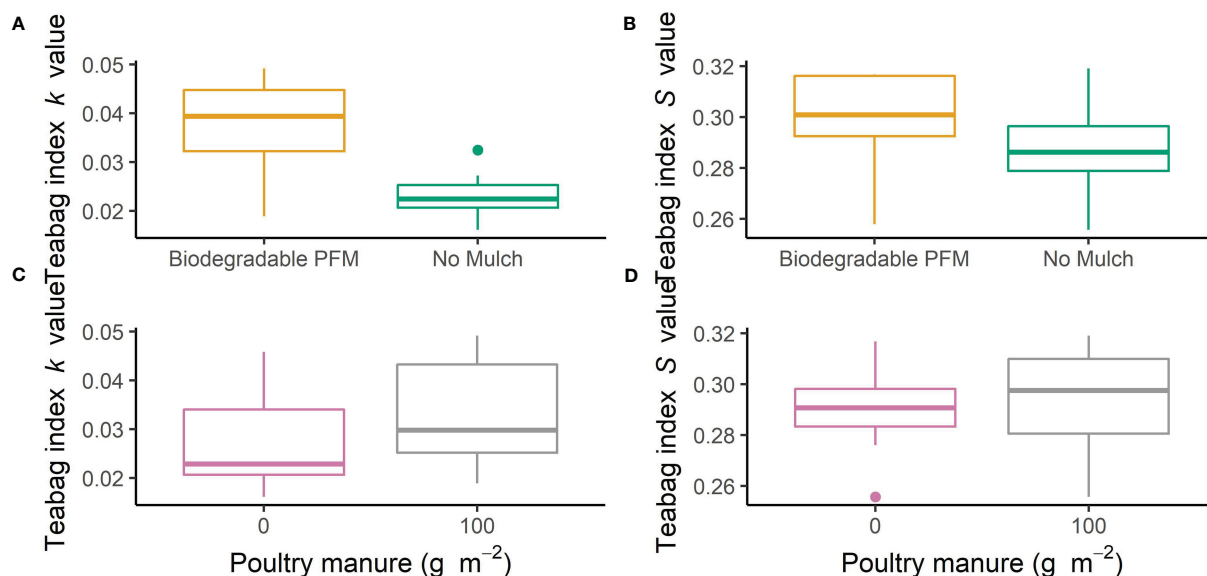 A
Teabag index k value
0.05
0.04
0.03
0.02
Biodegradable PFM No Mulch
B
Teabag index S value
0.32
0.30
0.28
0.26
Biodegradable PFM No Mulch
C
Teabag index k value
0.05
0.04
0.03
0.02
0 100
Poultry manure (g m−2)
D
Teabag index S value
0.32
0.30
0.28
0.26
0 100
Poultry manure (g m−2)